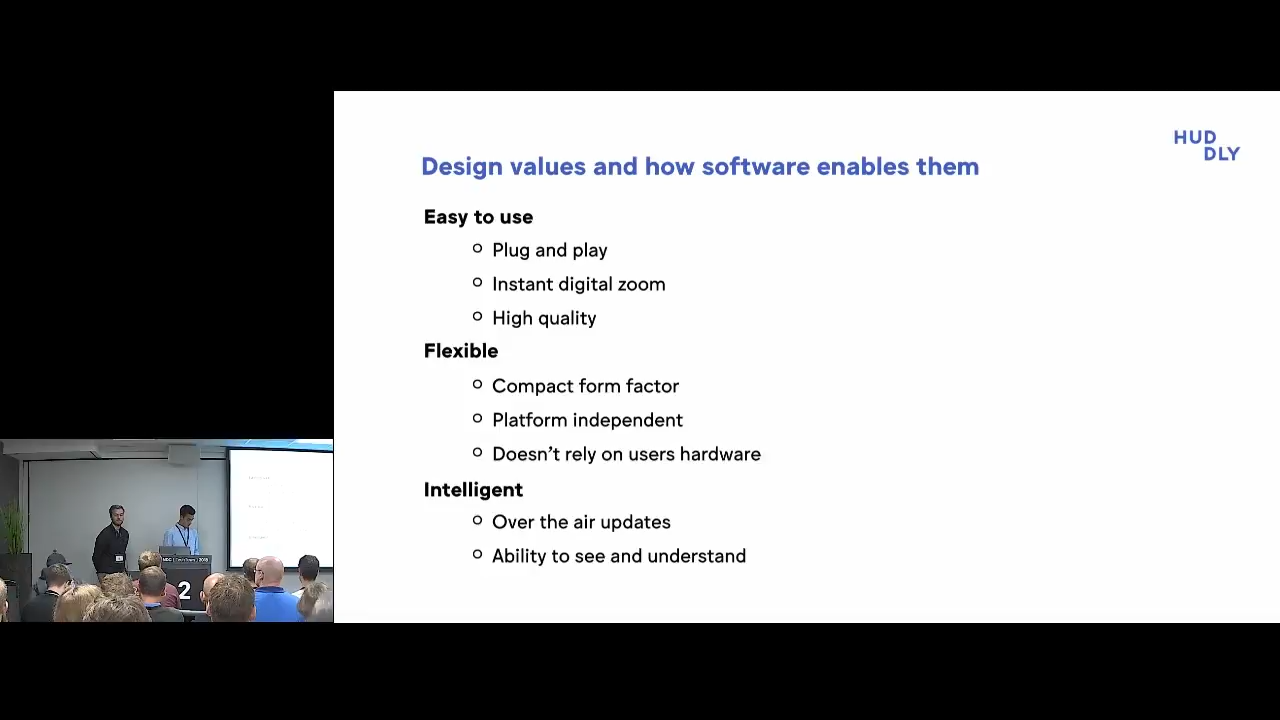 HUD
DLY
Design values and how software enables them
Easy to use
Plug and play
Instant digital zoom
High quality
Flexible
Compact form factor
Platform independent
Doesn’t rely on users hardware
Intelligent
Over the air updates
Ability to see and understand
2